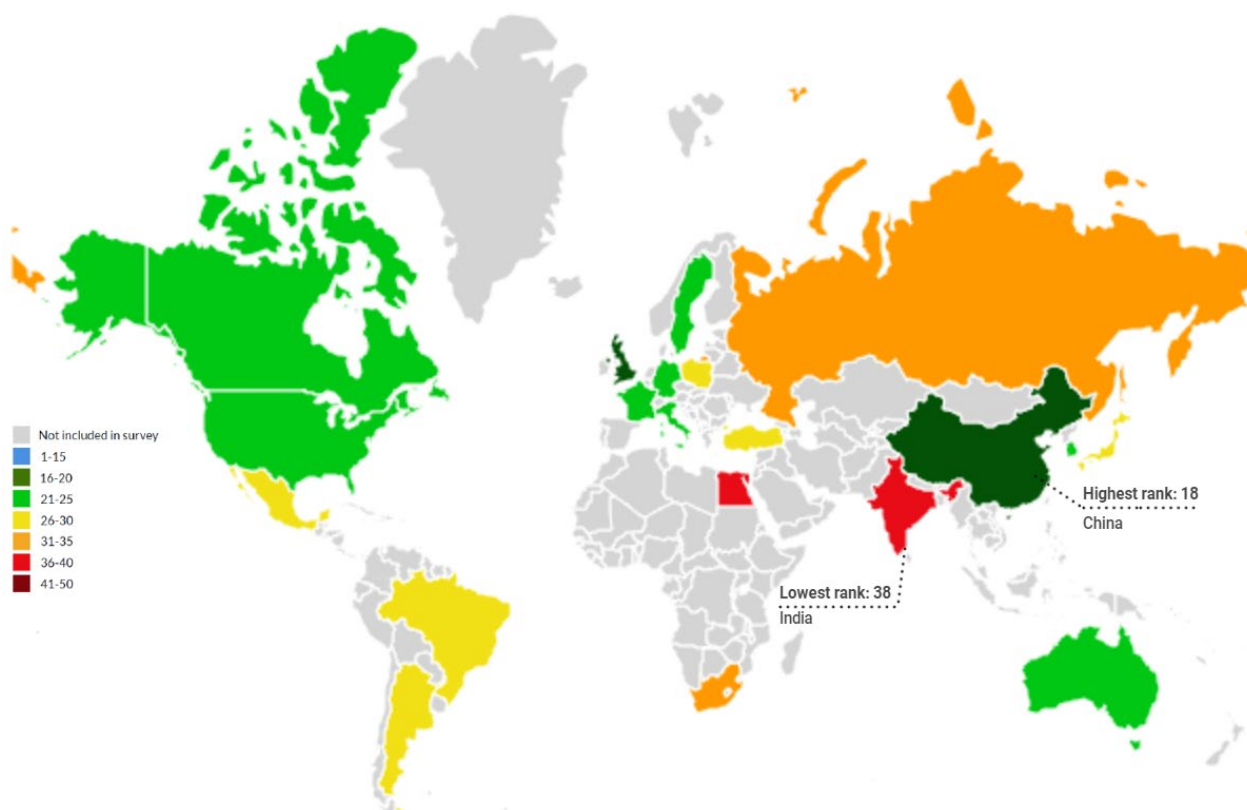 Not included in survey
1-15
16-20
21-25
26-30
31-35
36-40
41-50
Highest rank: 18
China
Lowest rank: 38
India